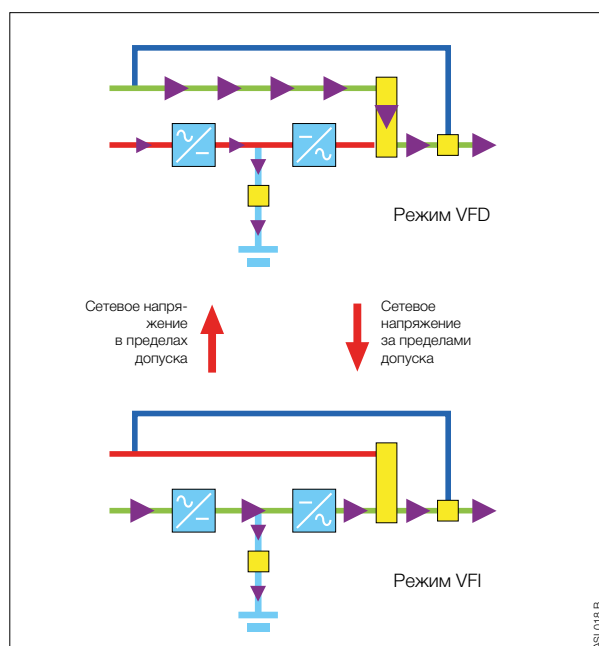 Режим VFD
Сетевое напря-
жение
в пределах
допуска
Сетевое
напряжение
за пределами
допуска
Режим VFI